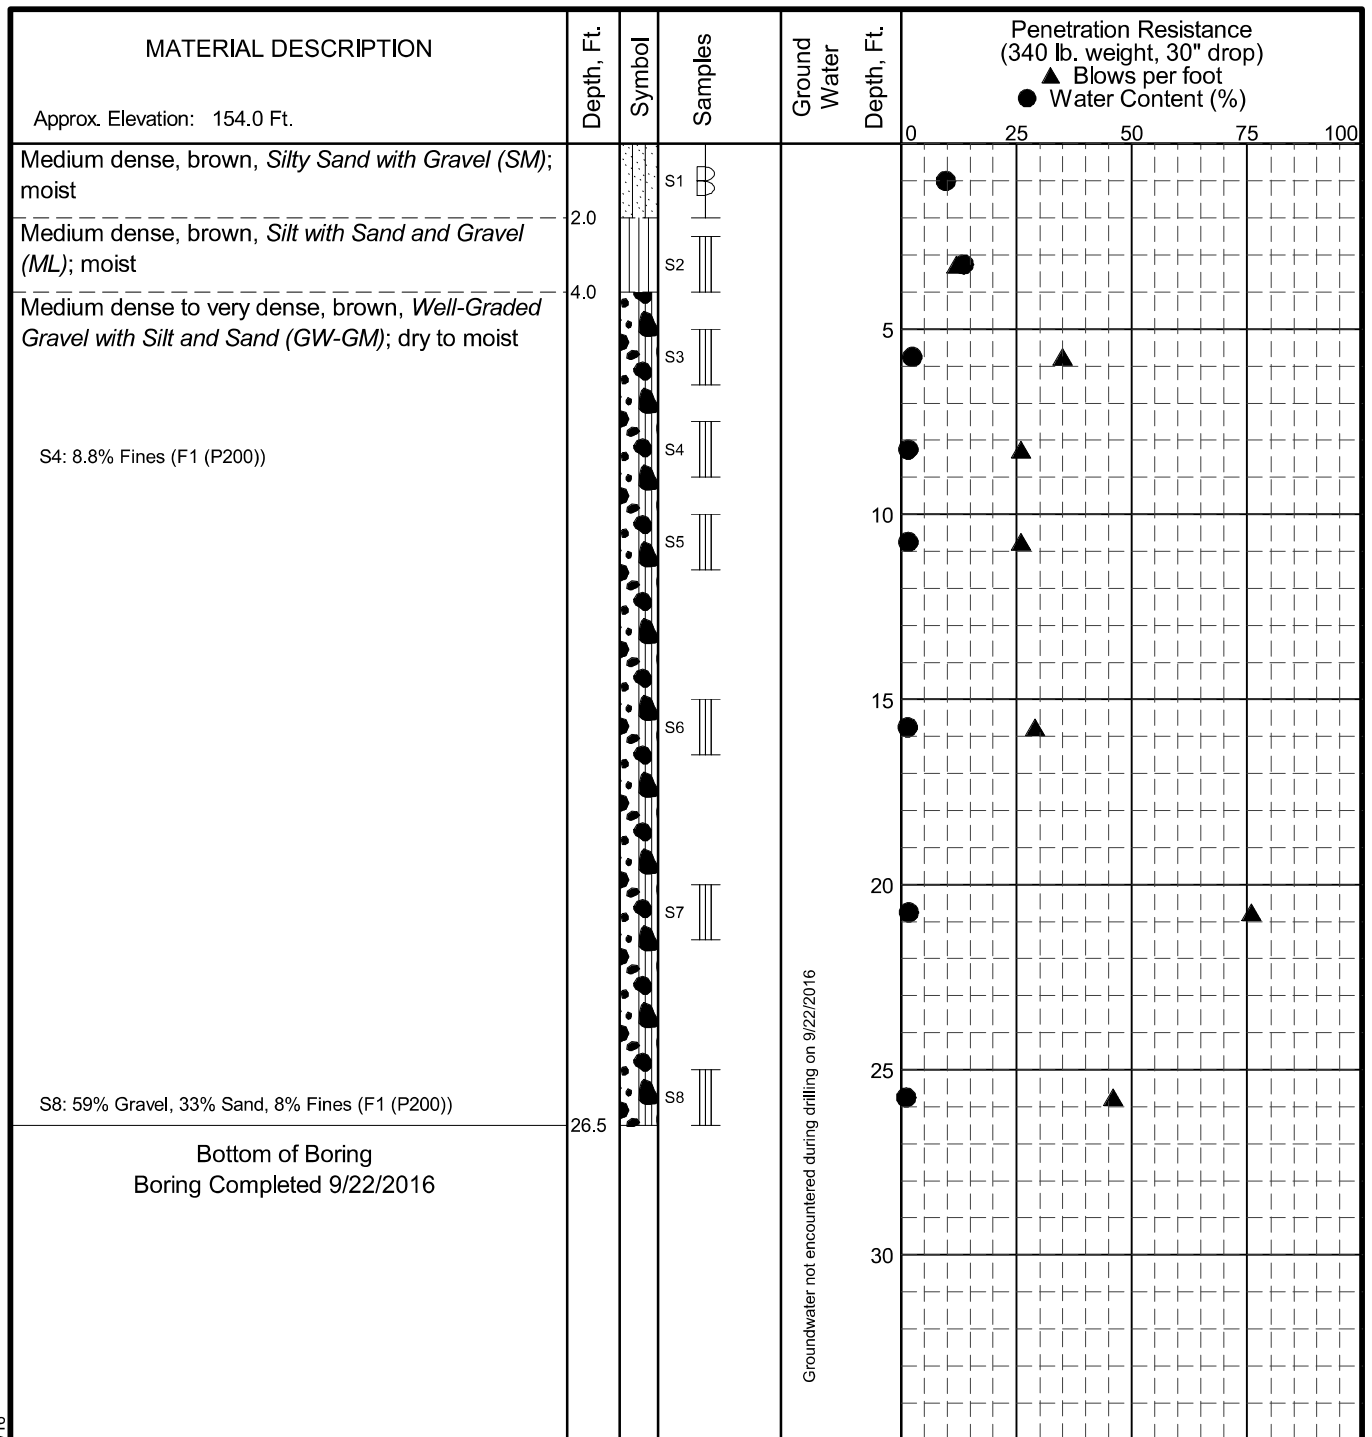 MATERIAL DESCRIPTION
Approx. Elevation: 154.0 Ft.
Depth, Ft.
Symbol
Samples
Ground
Water
Depth, Ft.
Penetration Resistance
(340 lb. weight, 30" drop)
▲ Blows per foot
● Water Content (%)
0 25 50 75 100
Medium dense, brown, Silty Sand with Gravel (SM);
moist
S1
2.0
Medium dense, brown, Silt with Sand and Gravel
(ML); moist
S2
4.0
Medium dense to very dense, brown, Well-Graded
Gravel with Silt and Sand (GW-GM); dry to moist
5
S3
S4
S4: 8.8% Fines (F1 (P200))
10
S5
15
S6
20
S7
25
S8
S8: 59% Gravel, 33% Sand, 8% Fines (F1 (P200))
26.5
Bottom of Boring
Boring Completed 9/22/2016
Groundwater not encountered during drilling on 9/22/2016
30